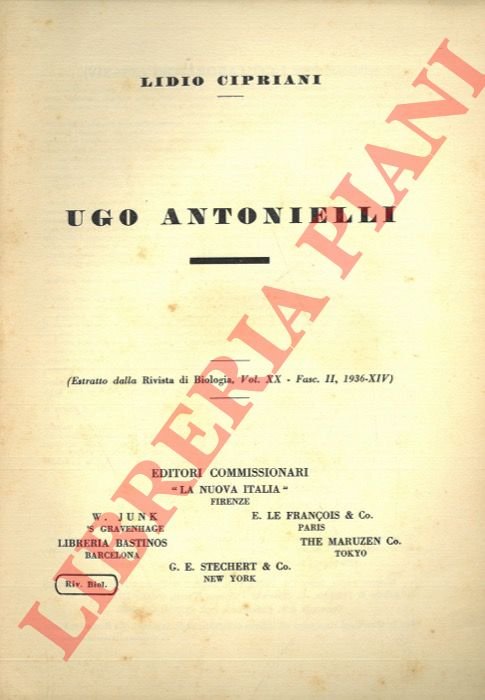 LIDIO CIPRIANI
UGO ANTONIELLI
(Estratto dalla Rivista di Biologia, Vol. XX - Fasc. II, 1936-XIV)
EDITORI COMMISSIONARI
"LA NUOVA ITALIA"
FIRENZE
W. JUNK
'S GRAVENHAGE
E. LE FRANÇOIS & Co.
PARIS
LIBRERIA BASTINOS
BARCELONA
THE MARUZEN Co.
TOKYO
G. E. STECHERT & Co.
NEW YORK
Riv. Biol.
LIBRERIA PIANI